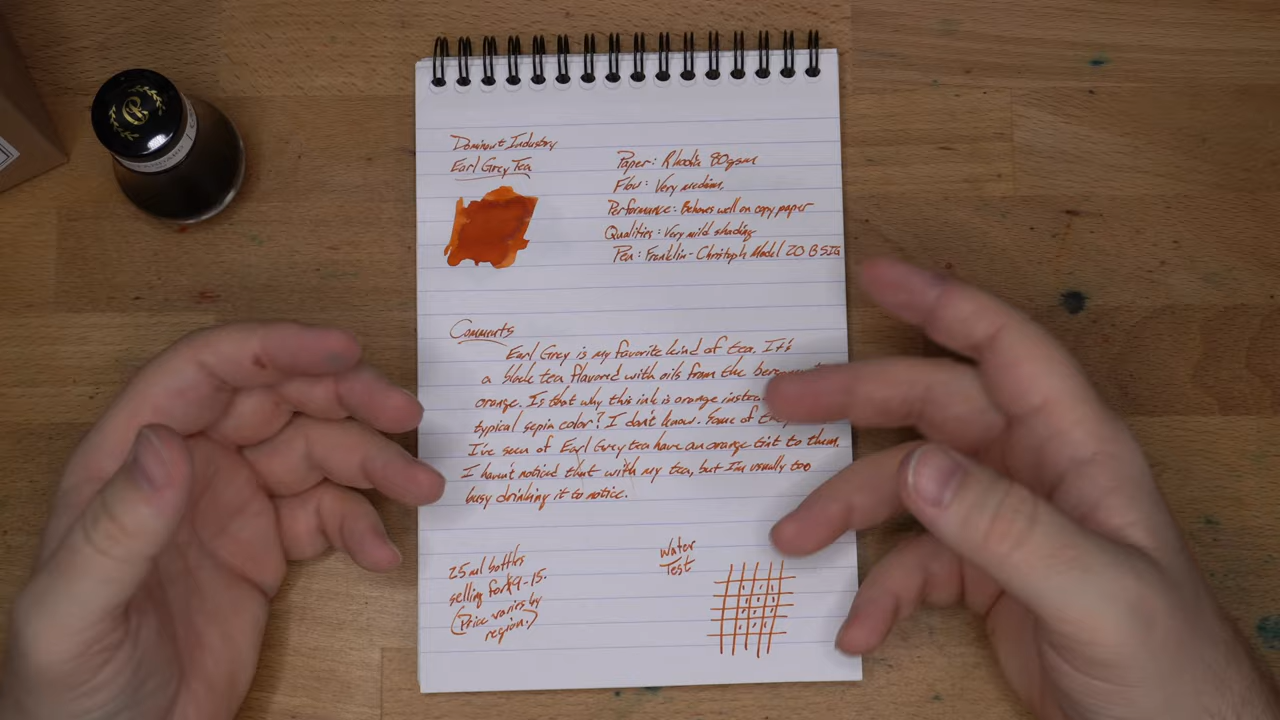 Dominant Industry
Earl Grey Tea
Paper: Rhodia 80gsm
Flow: Very medium.
Performance: Behaves well on copy paper
Qualities: Very mild shading
Pen: Franklin-Christoph Model 20 B SIG
Comments
Earl Grey is my favorite kind of tea. It's
a black tea flavored with oils from the
orange. Is that why this ink is orange
typical sepia color? I don't know. Some of
I've seen of Earl Grey tea have an orange tint to them.
I haven't noticed that with my tea, but I'm usually too
busy drinking it to notice.
25ml bottles
selling for $9-15.
(Price varies by
region.)
Water
Test